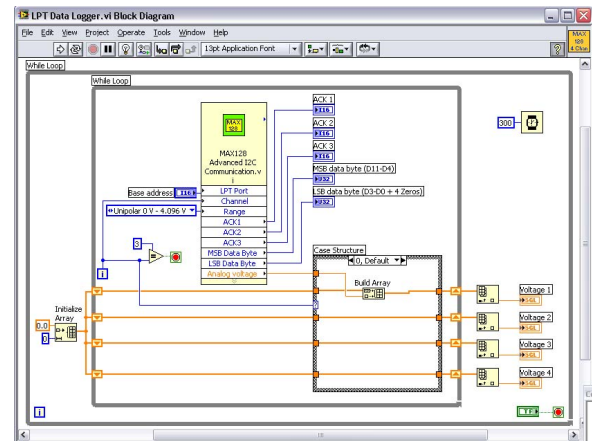 LPT Data Logger.vi Block Diagram
File Edit View Project Operate Tools Window Help
13pt Application Font
MAX
128
4 Chan
While Loop
While Loop
MAX
128
MAX128
Advanced I2C
Communication.v
i
LPT Port
Channel
Range
ACK1
ACK2
ACK3
MSB Data Byte
LSB Data Byte
Analog voltage
Base address
I16
Unipolar 0 V - 4.096 V
3
i
ACK 1
I16
ACK 2
I16
ACK 3
I16
MSB data byte (D11-D4)
U32
LSB data byte (D3-D0 + 4 Zeros)
U32
300
Case Structure
0, Default
Build Array
?
Initialize
Array
0.0
0
Voltage 1
SGL
Voltage 2
SGL
Voltage 3
SGL
Voltage 4
SGL
i
TF